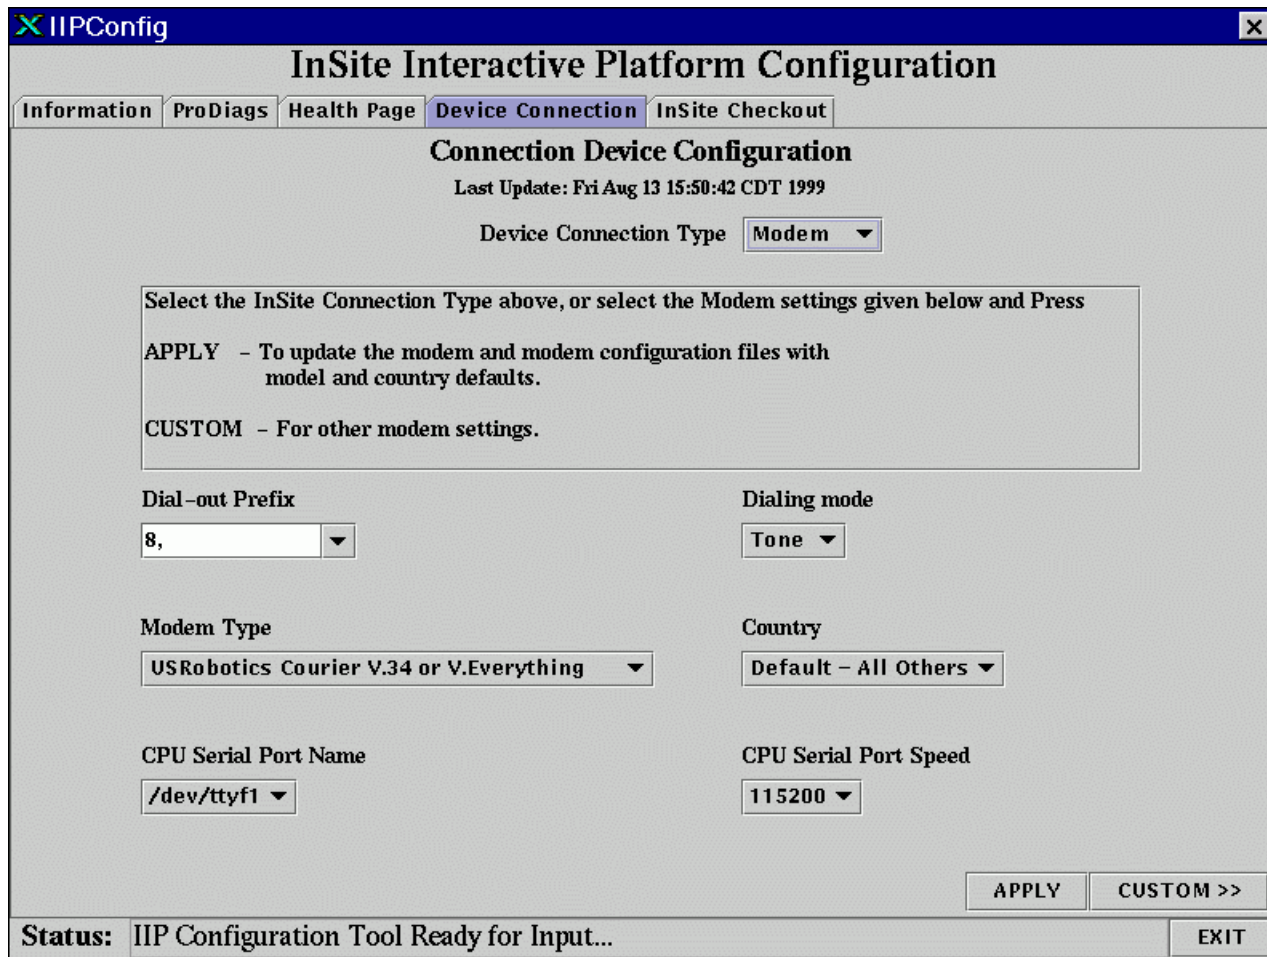 IIPConfig
InSite Interactive Platform Configuration
Information ProDiags Health Page Device Connection InSite Checkout
Connection Device Configuration
Last Update: Fri Aug 13 15:50:42 CDT 1999
Device Connection Type Modem
Select the InSite Connection Type above, or select the Modem settings given below and Press
APPLY – To update the modem and modem configuration files with
model and country defaults.
CUSTOM – For other modem settings.
Dial–out Prefix Dialing mode
8, Tone
Modem Type Country
USRobotics Courier V.34 or V.Everything Default – All Others
CPU Serial Port Name CPU Serial Port Speed
/dev/ttyf1 115200
APPLY CUSTOM >>
Status: IIP Configuration Tool Ready for Input... EXIT